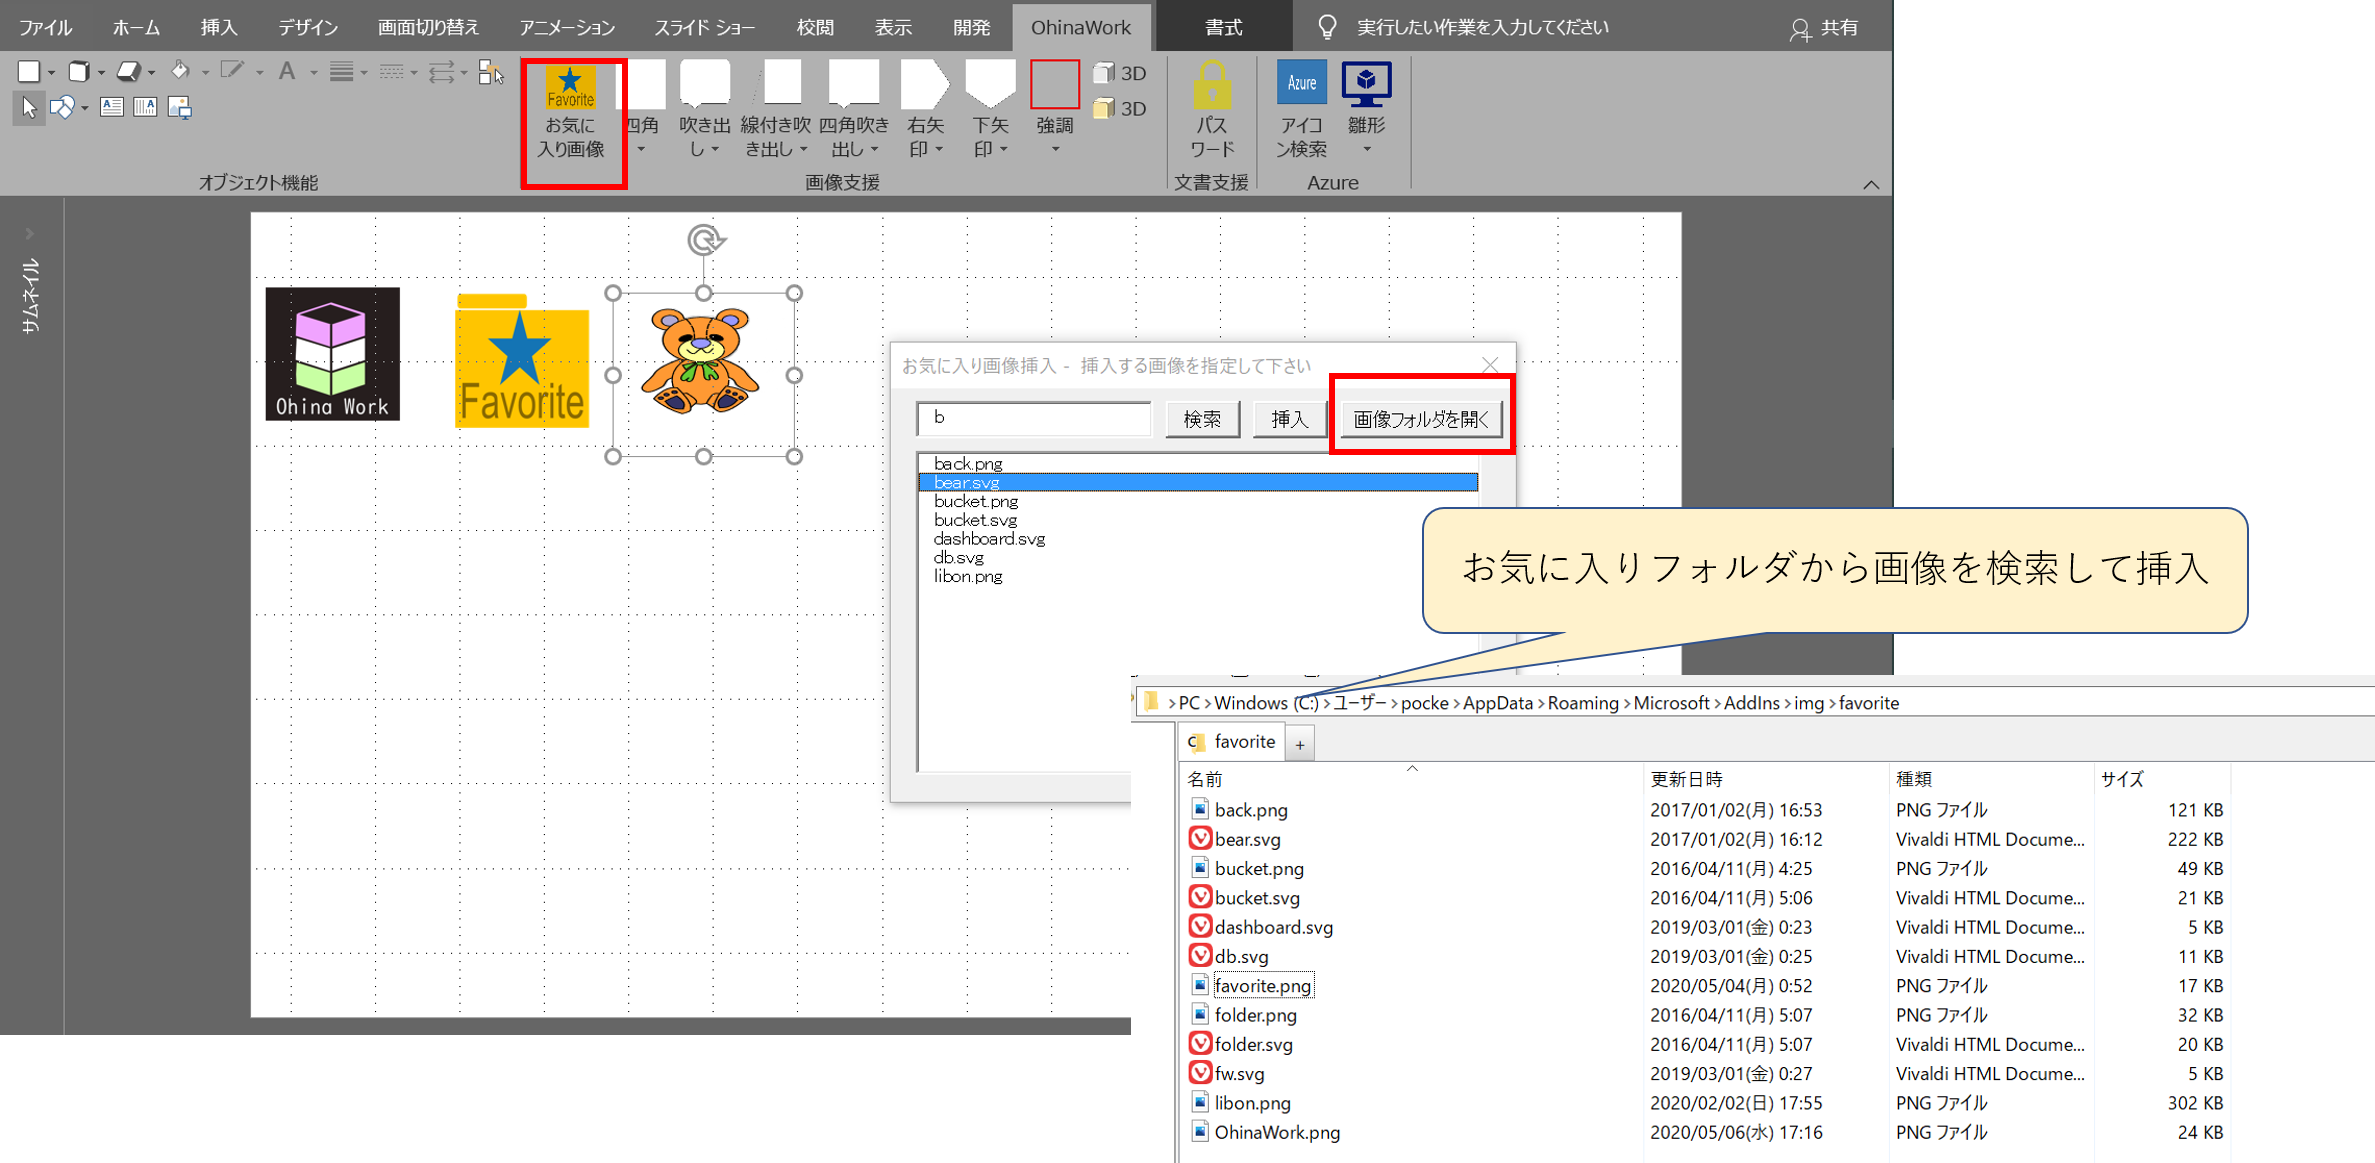 ファイル ホーム 挿入 デザイン 画面切り替え アニメーション スライド ショー 校閲 表示 開発 OhinaWork 書式 実行したい作業を入力してください 共有
Favorite
お気に
入り画像
四角
吹き出
し
線付き吹
き出し
四角吹き
出し
右矢
印
下矢
印
強調
3D
3D
パス
ワード
Azure
アイコ
ン検索
雛形
オブジェクト機能 画像支援 文書支援 Azure
サムネイル
Ohina Work
Favorite
お気に入り画像挿入 - 挿入する画像を指定して下さい
b 検索 挿入 画像フォルダを開く
back.png
bear.svg
bucket.png
bucket.svg
dashboard.svg
db.svg
libon.png
お気に入りフォルダから画像を検索して挿入
PC Windows (C:) ユーザー pocke AppData Roaming Microsoft AddIns img favorite
favorite +
名前 更新日時 種類 サイズ
back.png 2017/01/02(月) 16:53 PNG ファイル 121 KB
bear.svg 2017/01/02(月) 16:12 Vivaldi HTML Docume... 222 KB
bucket.png 2016/04/11(月) 4:25 PNG ファイル 49 KB
bucket.svg 2016/04/11(月) 5:06 Vivaldi HTML Docume... 21 KB
dashboard.svg 2019/03/01(金) 0:23 Vivaldi HTML Docume... 5 KB
db.svg 2019/03/01(金) 0:25 Vivaldi HTML Docume... 11 KB
favorite.png 2020/05/04(月) 0:52 PNG ファイル 17 KB
folder.png 2016/04/11(月) 5:07 PNG ファイル 32 KB
folder.svg 2016/04/11(月) 5:07 Vivaldi HTML Docume... 20 KB
fw.svg 2019/03/01(金) 0:27 Vivaldi HTML Docume... 5 KB
libon.png 2020/02/02(日) 17:55 PNG ファイル 302 KB
OhinaWork.png 2020/05/06(水) 17:16 PNG ファイル 24 KB